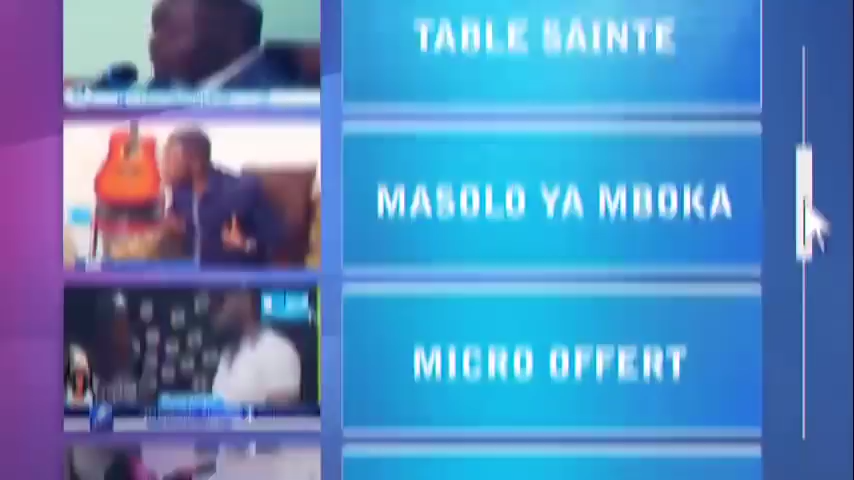 TABLE SAINTE
MASOLO YA MBOKA
MICRO OFFERT